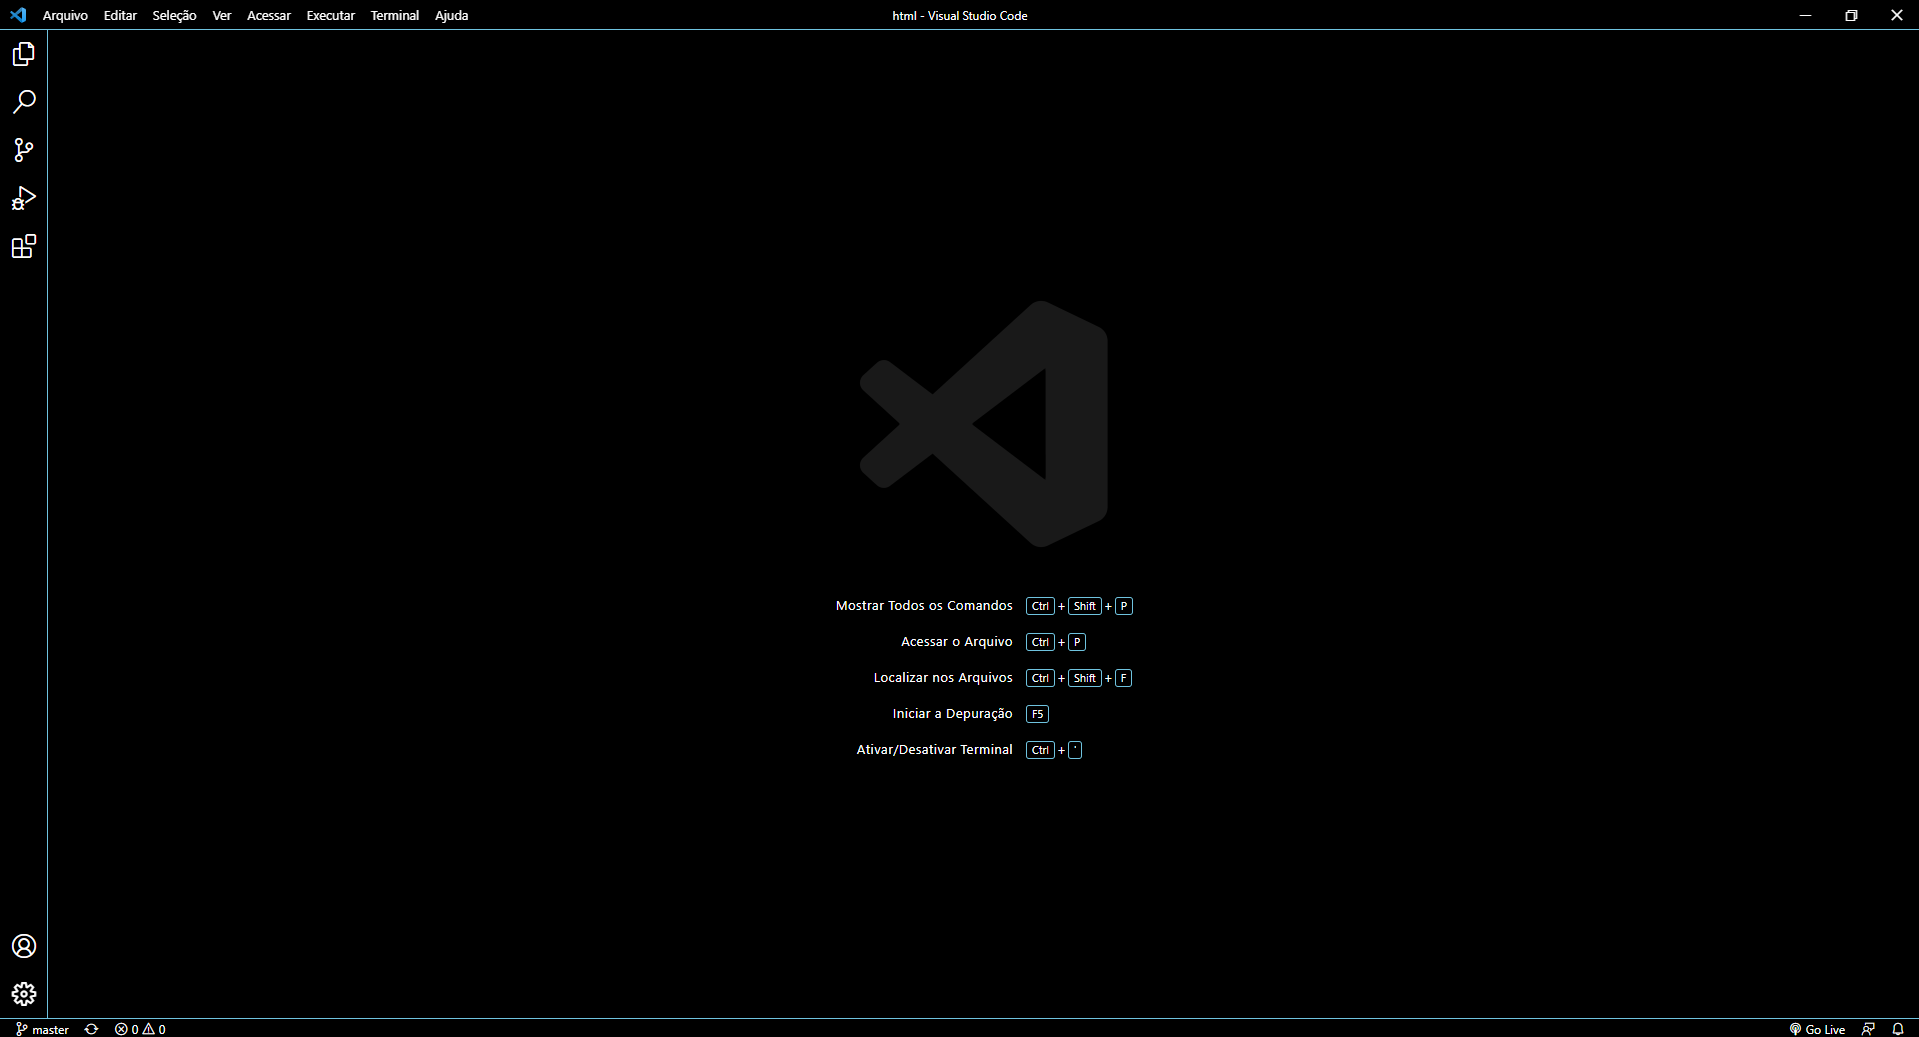 Arquivo Editar Seleção Ver Acessar Executar Terminal Ajuda html - Visual Studio Code
Mostrar Todos os Comandos Ctrl + Shift + P
Acessar o Arquivo Ctrl + P
Localizar nos Arquivos Ctrl + Shift + F
Iniciar a Depuração F5
Ativar/Desativar Terminal Ctrl + '
master 0 0 Go Live